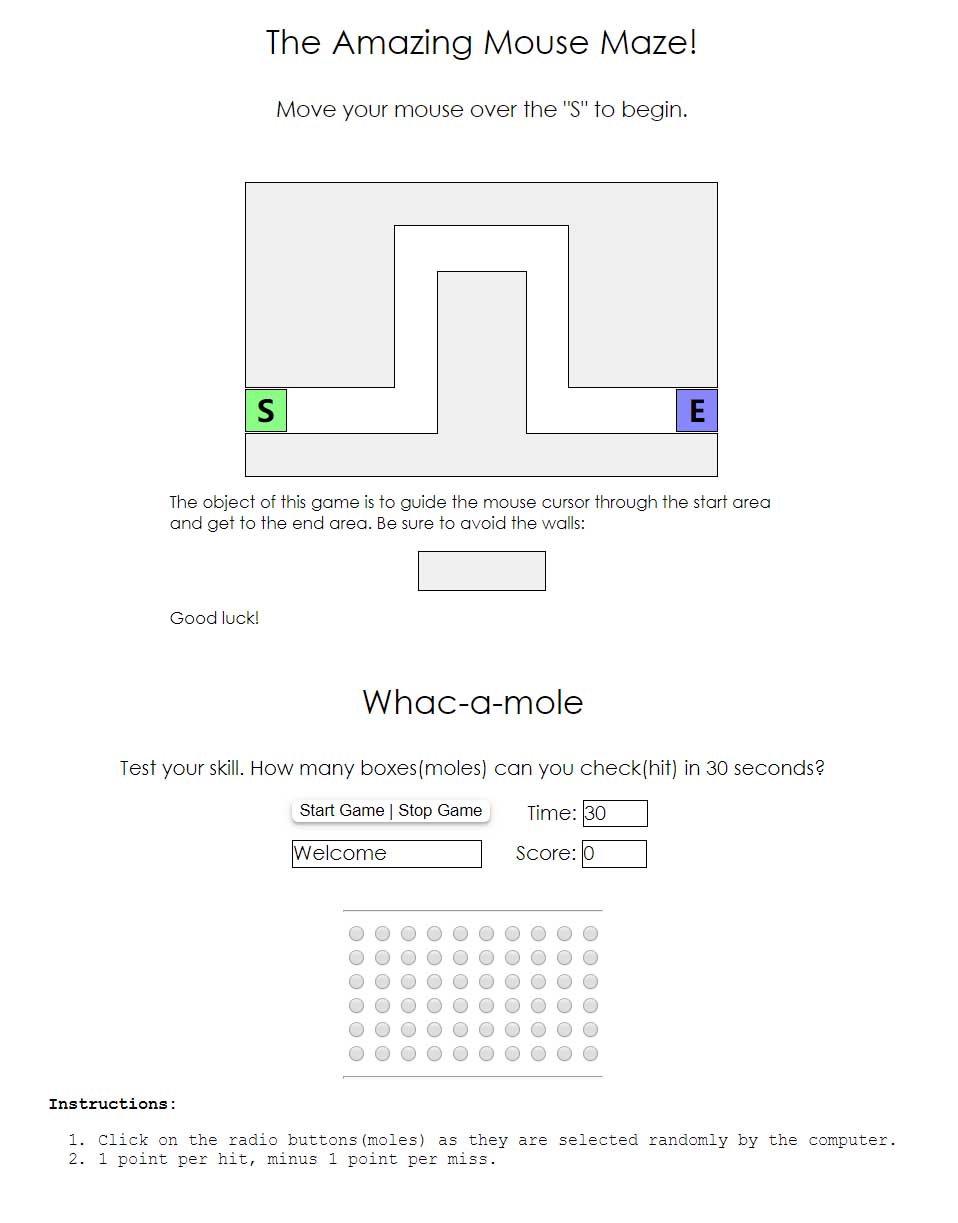 The Amazing Mouse Maze!
Move your mouse over the "S" to begin.
S
E
The object of this game is to guide the mouse cursor through the start area
and get to the end area. Be sure to avoid the walls:
Good luck!
Whac-a-mole
Test your skill. How many boxes(moles) can you check(hit) in 30 seconds?
Start Game | Stop Game Time: 30
Welcome Score: 0
Instructions:
1. Click on the radio buttons(moles) as they are selected randomly by the computer.
2. 1 point per hit, minus 1 point per miss.